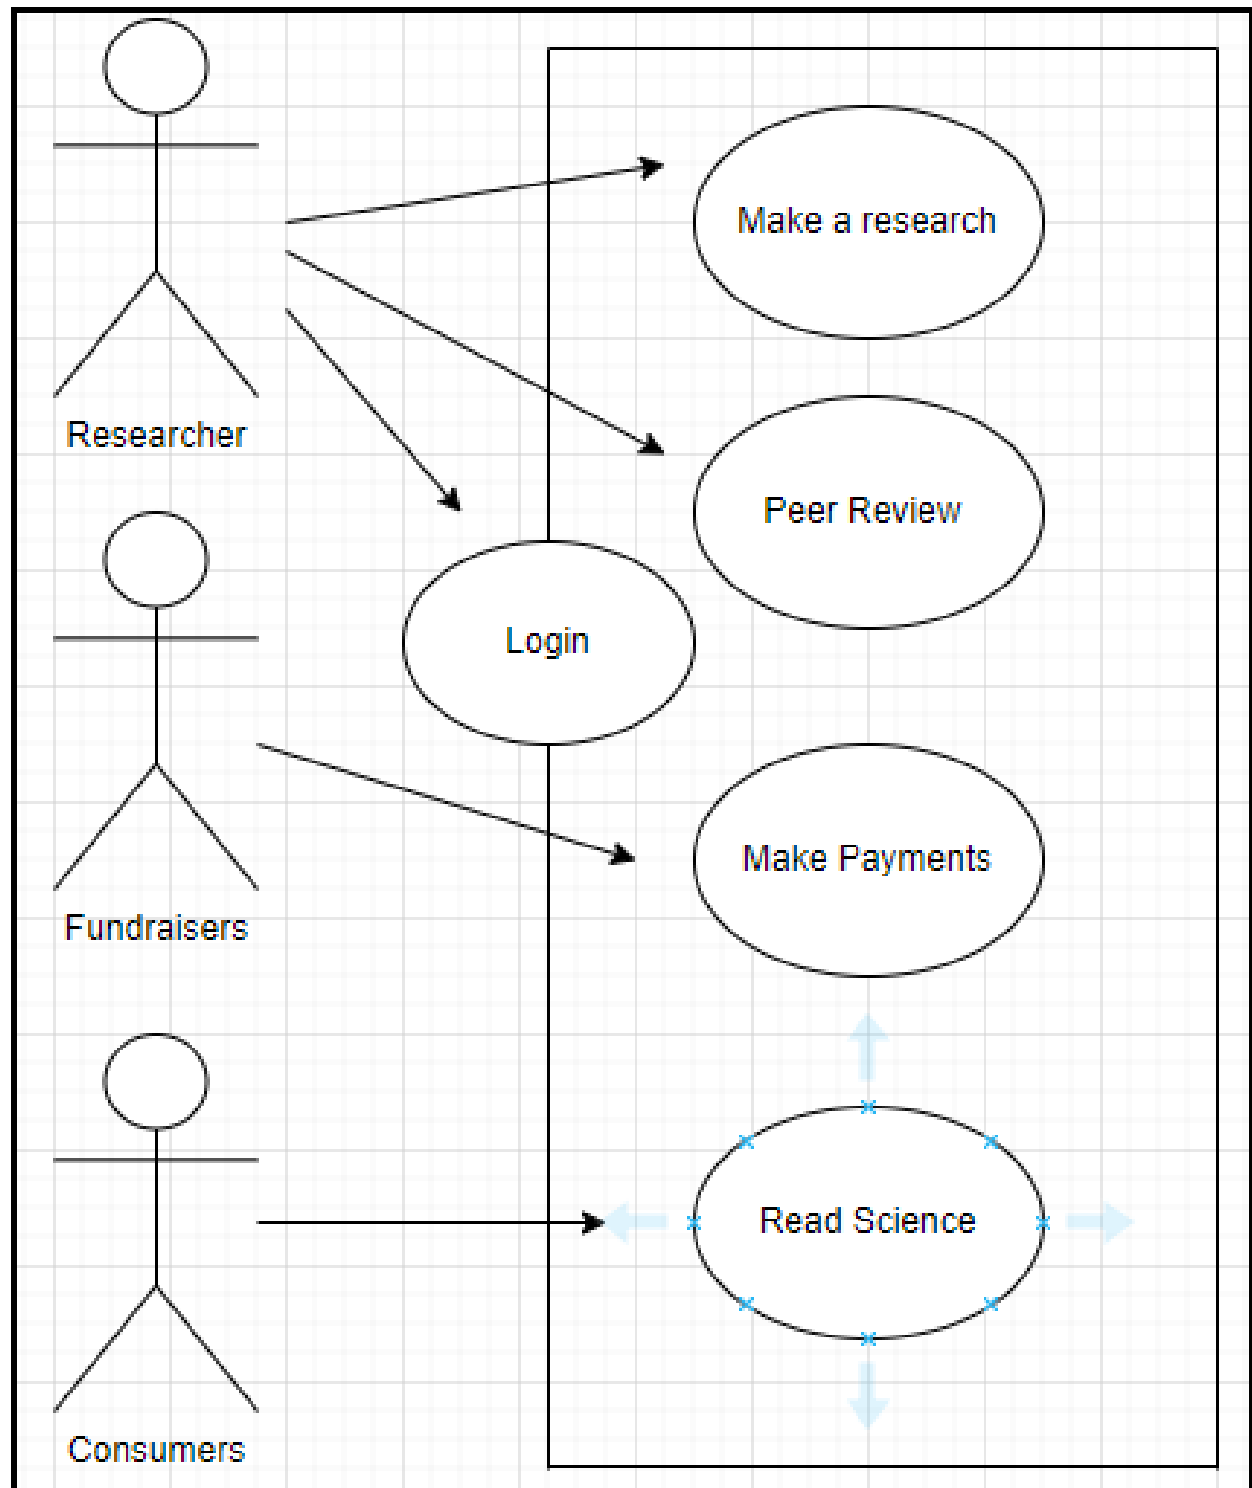 Make a research
Researcher
Peer Review
Login
Make Payments
Fundraisers
Read Science
Consumers